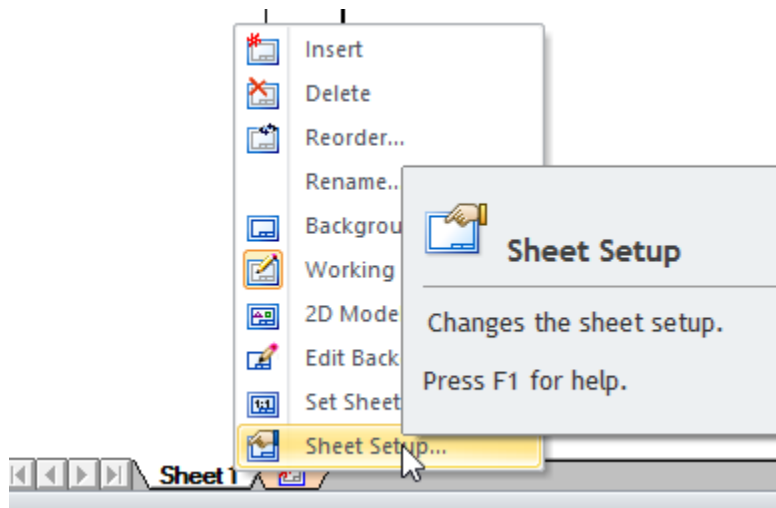 Insert
Delete
Reorder...
Rename..
Backgrou
Working
2D Mode
Edit Back
Set Sheet
Sheet Setup...
Sheet Setup
Changes the sheet setup.
Press F1 for help.
Sheet 1